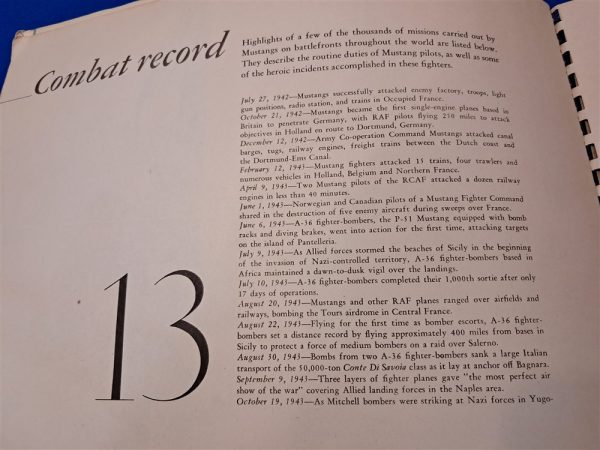 Combat record
Highlights of a few of the thousands of missions carried out by
Mustangs on battlefronts throughout the world are listed below.
They describe the routine duties of Mustang pilots, as well as some
of the heroic incidents accomplished in these fighters.
July 27, 1942—Mustangs successfully attacked enemy factory, troops, light
gun positions, radio station, and trains in Occupied France.
October 21, 1942—Mustangs became the first single-engine planes based in
Britain to penetrate Germany, with RAF pilots flying 250 miles to attack
objectives in Holland en route to Dortmund, Germany.
December 12, 1942—Army Co-operation Command Mustangs attacked canal
barges, tugs, railway engines, freight trains between the Dutch coast and
the Dortmund-Ems Canal.
February 12, 1943—Mustang fighters attacked 15 trains, four trawlers and
numerous vehicles in Holland, Belgium and Northern France.
April 9, 1943—Two Mustang pilots of the RCAF attacked a dozen railway
engines in less than 40 minutes.
June 1, 1943—Norwegian and Canadian pilots of a Mustang Fighter Command
shared in the destruction of five enemy aircraft during sweeps over France.
June 6, 1943—A-36 fighter-bombers, the P-51 Mustang equipped with bomb
racks and diving brakes, went into action for the first time, attacking targets
on the island of Pantelleria.
July 9, 1943—As Allied forces stormed the beaches of Sicily in the beginning
of the invasion of Nazi-controlled territory, A-36 fighter-bombers based in
Africa maintained a dawn-to-dusk vigil over the landings.
July 10, 1943—A-36 fighter-bombers completed their 1,000th sortie after only
17 days of operations.
August 20, 1943—Mustangs and other RAF planes ranged over airfields and
railways, bombing the Tours airdrome in Central France.
August 22, 1943—Flying for the first time as bomber escorts, A-36 fighter-
bombers set a distance record by flying approximately 400 miles from bases in
Sicily to protect a force of medium bombers on a raid over Salerno.
August 30, 1943—Bombs from two A-36 fighter-bombers sank a large Italian
transport of the 50,000-ton Conte Di Savoia class as it lay at anchor off Bagnara.
September 9, 1943—Three layers of fighter planes gave "the most perfect air
show of the war" covering Allied landing forces in the Naples area.
October 19, 1943—As Mitchell bombers were striking at Nazi forces in Yugo-
13